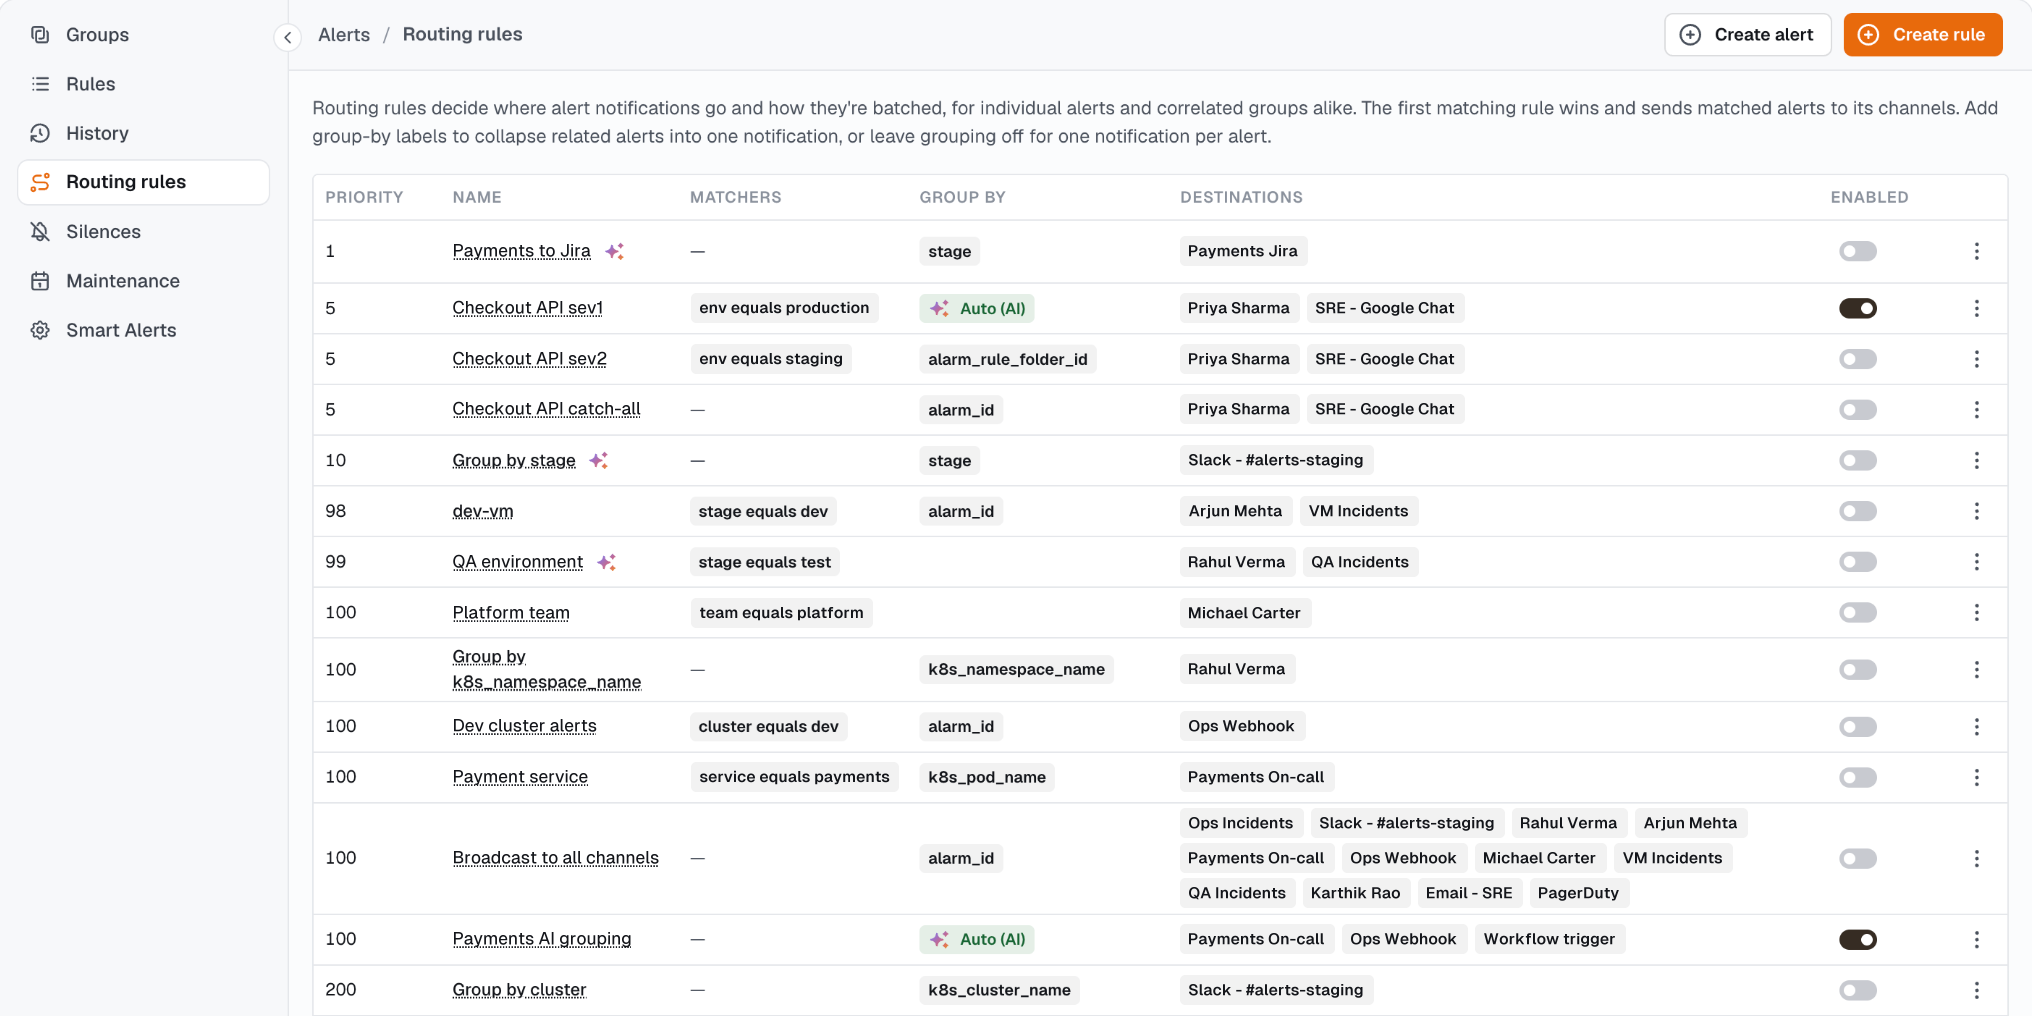 Groups
Rules
History
Routing rules
Silences
Maintenance
Smart Alerts
Alerts / Routing rules
Create alert
Create rule
Routing rules decide where alert notifications go and how they're batched, for individual alerts and correlated groups alike. The first matching rule wins and sends matched alerts to its channels. Add
group-by labels to collapse related alerts into one notification, or leave grouping off for one notification per alert.
PRIORITY NAME MATCHERS GROUP BY DESTINATIONS ENABLED
1 Payments to Jira — stage Payments Jira
5 Checkout API sev1 env equals production Auto (AI) Priya Sharma SRE - Google Chat
5 Checkout API sev2 env equals staging alarm_rule_folder_id Priya Sharma SRE - Google Chat
5 Checkout API catch-all — alarm_id Priya Sharma SRE - Google Chat
10 Group by stage — stage Slack - #alerts-staging
98 dev-vm stage equals dev alarm_id Arjun Mehta VM Incidents
99 QA environment stage equals test Rahul Verma QA Incidents
100 Platform team team equals platform Michael Carter
100 Group by
k8s_namespace_name — k8s_namespace_name Rahul Verma
100 Dev cluster alerts cluster equals dev alarm_id Ops Webhook
100 Payment service service equals payments k8s_pod_name Payments On-call
Ops Incidents Slack - #alerts-staging Rahul Verma Arjun Mehta
100 Broadcast to all channels — alarm_id Payments On-call Ops Webhook Michael Carter VM Incidents
QA Incidents Karthik Rao Email - SRE PagerDuty
100 Payments AI grouping — Auto (AI) Payments On-call Ops Webhook Workflow trigger
200 Group by cluster — k8s_cluster_name Slack - #alerts-staging